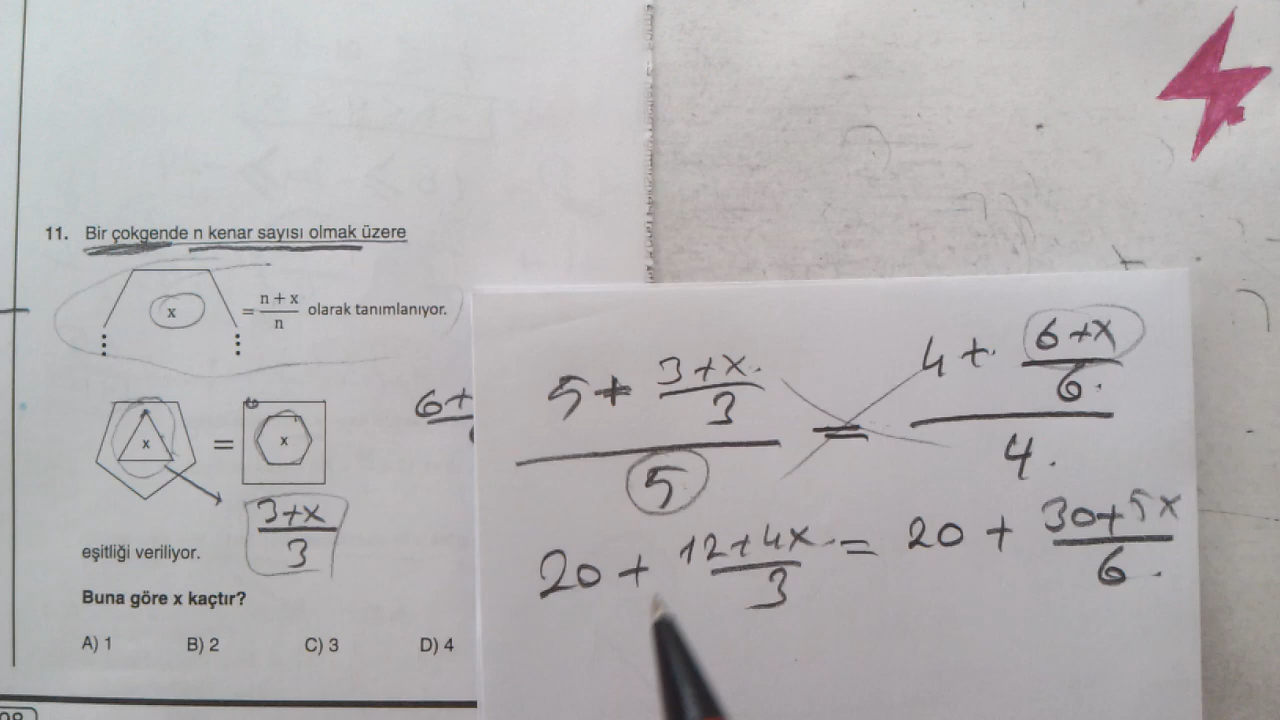 11. Bir çokgende n kenar sayısı olmak üzere
x = n + x / n olarak tanımlanıyor.
x = x
3+x / 3
eşitliği veriliyor.
Buna göre x kaçtır?
A) 1 B) 2 C) 3 D) 4
6+
5 + 3+x / 3 / 5 = 4 + 6+x / 6 / 4
20 + 12+4x / 3 = 20 + 30+5x / 6